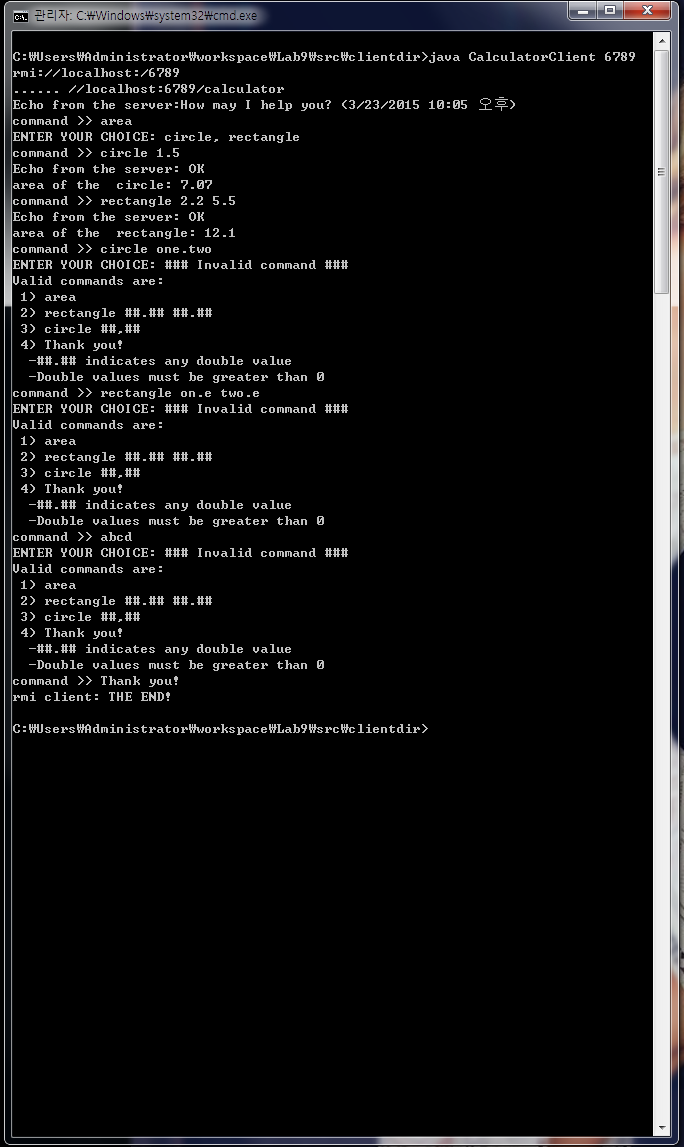 관리자: C:₩Windows₩system32₩cmd.exe
C:₩Users₩Administrator₩workspace₩Lab9₩src₩clientdir>java CalculatorClient 6789
rmi://localhost:/6789
...... //localhost:6789/calculator
Echo from the server:How may I help you? (3/23/2015 10:05 오후)
command >> area
ENTER YOUR CHOICE: circle, rectangle
command >> circle 1.5
Echo from the server: OK
area of the  circle: 7.07
command >> rectangle 2.2 5.5
Echo from the server: OK
area of the  rectangle: 12.1
command >> circle one.two
ENTER YOUR CHOICE: ### Invalid command ###
Valid commands are:
 1) area
 2) rectangle ##.## ##.##
 3) circle ##,##
 4) Thank you!
  -##.## indicates any double value
  -Double values must be greater than 0
command >> rectangle on.e two.e
ENTER YOUR CHOICE: ### Invalid command ###
Valid commands are:
 1) area
 2) rectangle ##.## ##.##
 3) circle ##,##
 4) Thank you!
  -##.## indicates any double value
  -Double values must be greater than 0
command >> abcd
ENTER YOUR CHOICE: ### Invalid command ###
Valid commands are:
 1) area
 2) rectangle ##.## ##.##
 3) circle ##,##
 4) Thank you!
  -##.## indicates any double value
  -Double values must be greater than 0
command >> Thank you!
rmi client: THE END!
C:₩Users₩Administrator₩workspace₩Lab9₩src₩clientdir>